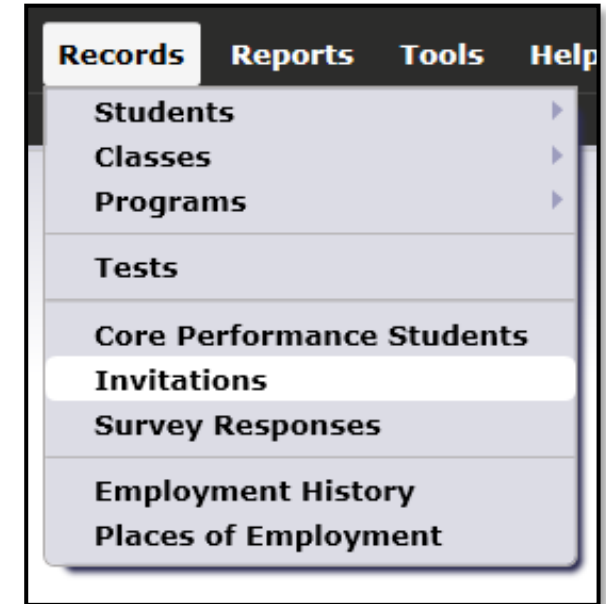 Records Reports Tools Help
Students
Classes
Programs
Tests
Core Performance Students
Invitations
Survey Responses
Employment History
Places of Employment